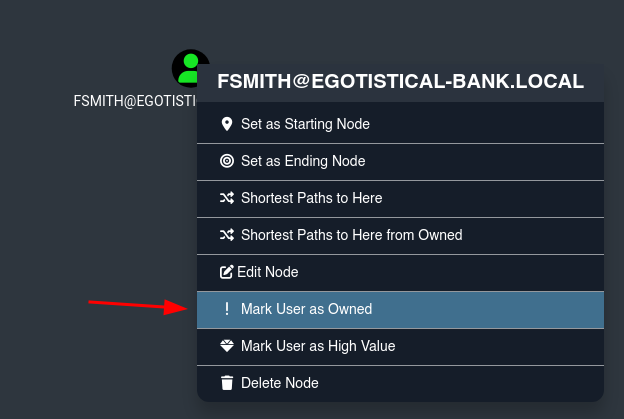 FSMITH@EGOTISTICAL-BANK.LOCAL
FSMITH@EGOTISTI
Set as Starting Node
Set as Ending Node
Shortest Paths to Here
Shortest Paths to Here from Owned
Edit Node
Mark User as Owned
Mark User as High Value
Delete Node